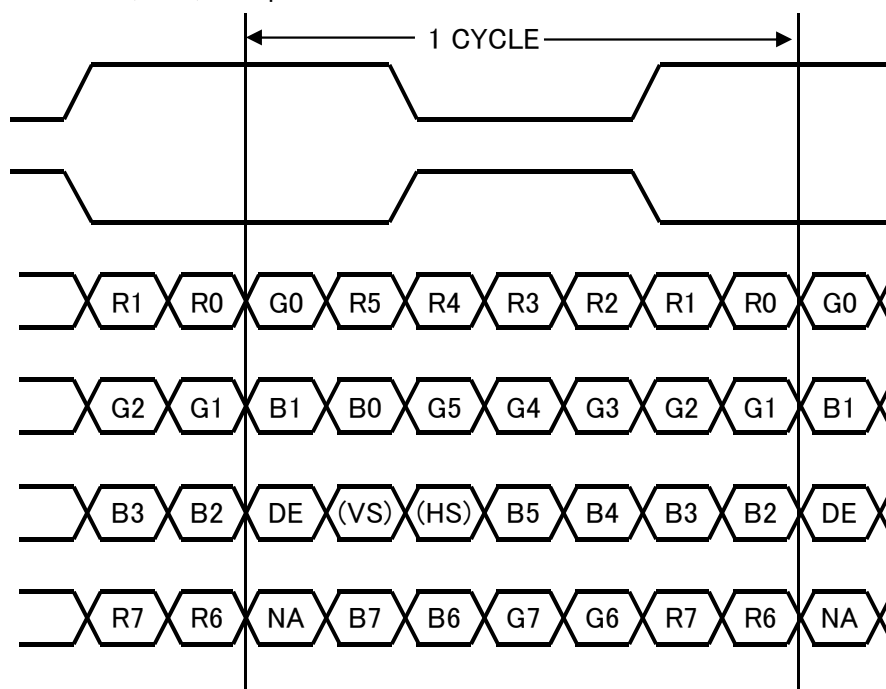 1 CYCLE
R1 R0 G0 R5 R4 R3 R2 R1 R0 G0
G2 G1 B1 B0 G5 G4 G3 G2 G1 B1
B3 B2 DE (VS) (HS) B5 B4 B3 B2 DE
R7 R6 NA B7 B6 G7 G6 R7 R6 NA